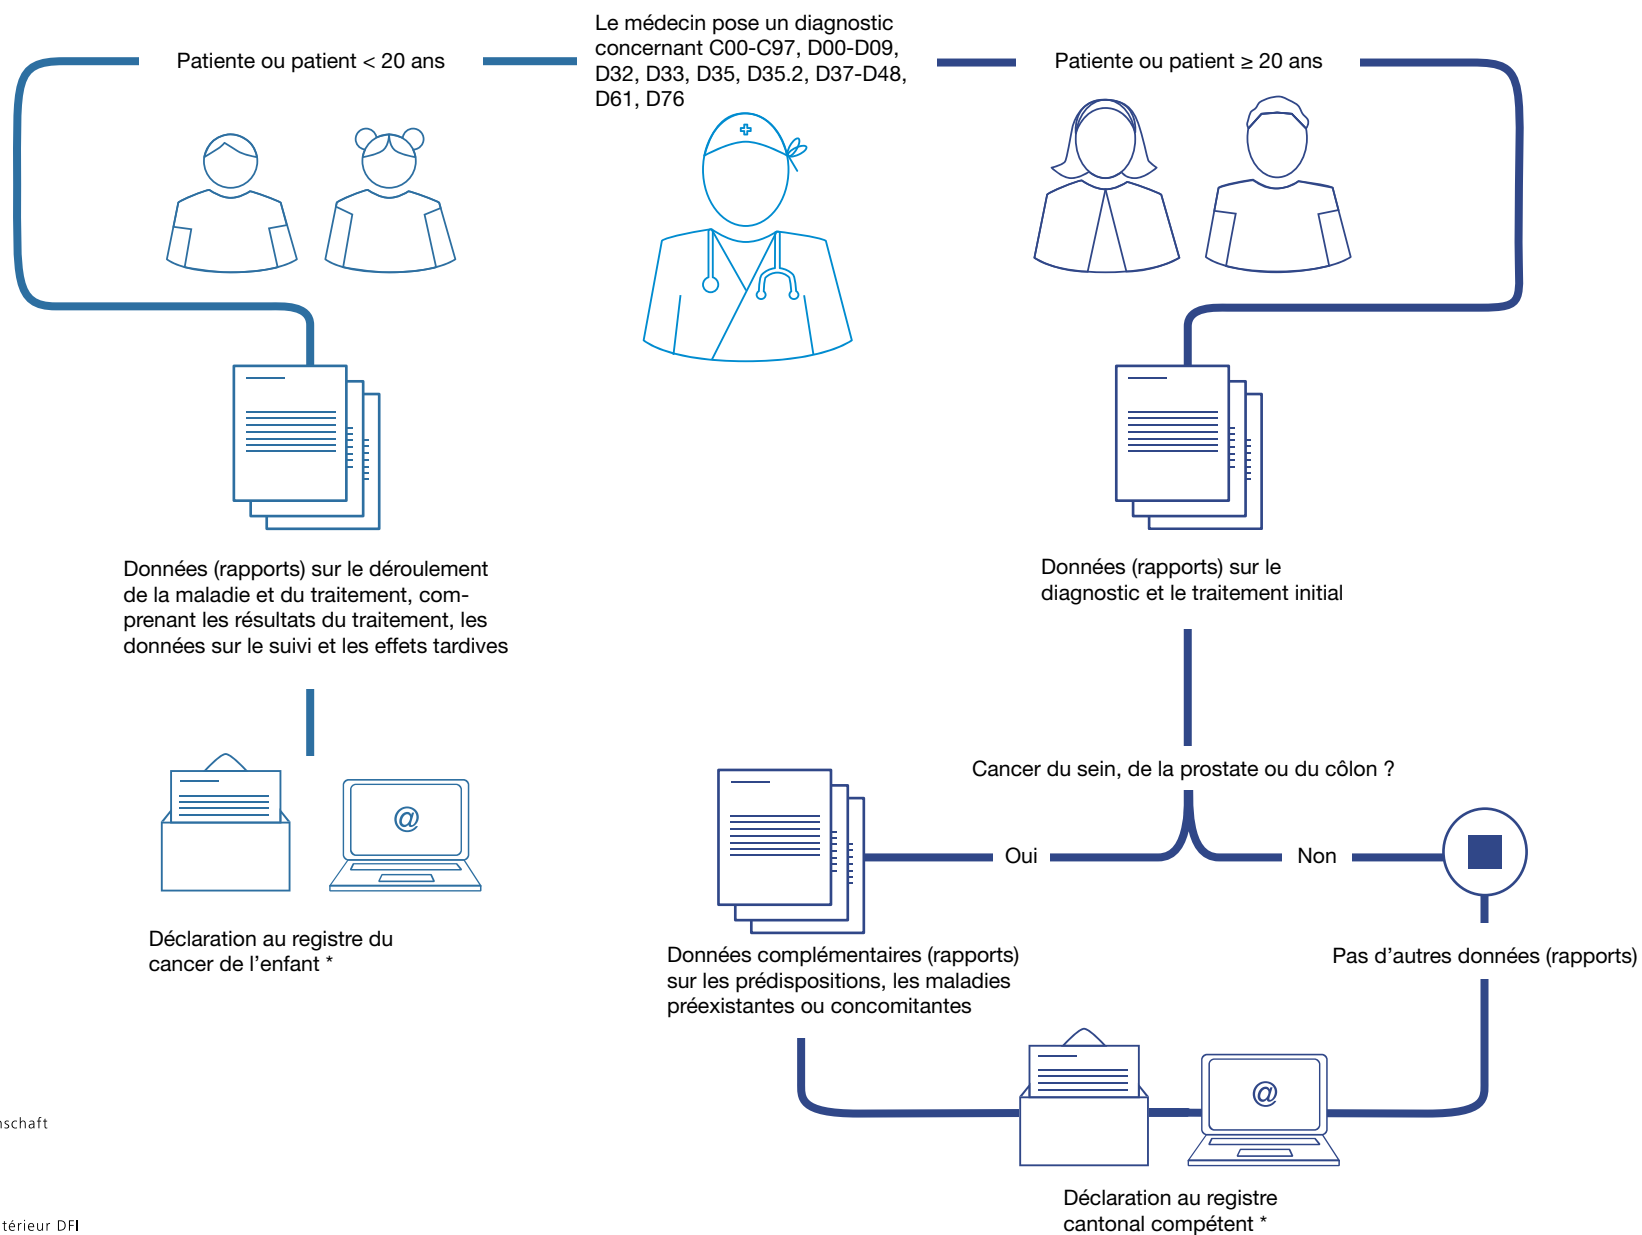 Le médecin pose un diagnostic
concernant C00-C97, D00-D09,
D32, D33, D35, D35.2, D37-D48,
D61, D76
Patiente ou patient < 20 ans
Patiente ou patient ≥ 20 ans
Données (rapports) sur le déroulement
de la maladie et du traitement, com-
prenant les résultats du traitement, les
données sur le suivi et les effets tardives
@
Déclaration au registre du
cancer de l’enfant *
Données (rapports) sur le
diagnostic et le traitement initial
Cancer du sein, de la prostate ou du côlon ?
Oui
Non
Données complémentaires (rapports)
sur les prédispositions, les maladies
préexistantes ou concomitantes
Pas d’autres données (rapports)
@
Déclaration au registre
cantonal compétent *
nschaft
térieur DFI